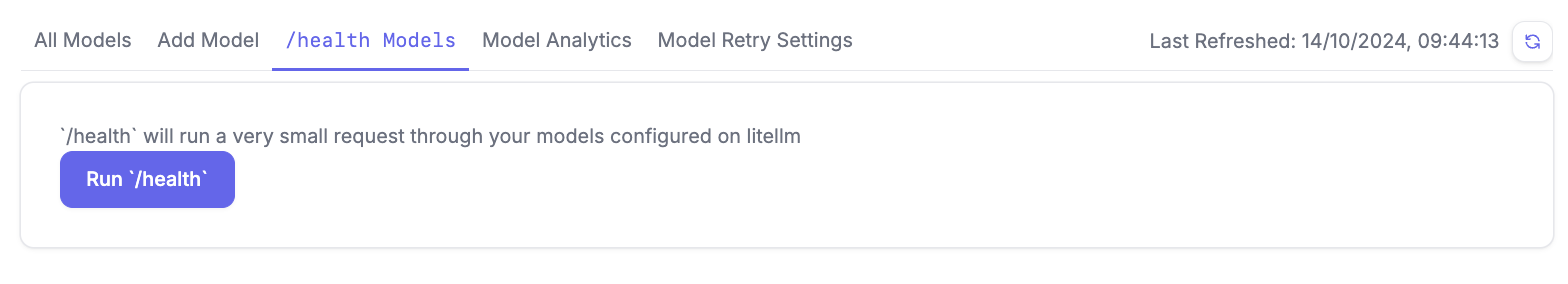 All Models Add Model /health Models Model Analytics Model Retry Settings Last Refreshed: 14/10/2024, 09:44:13
`/health` will run a very small request through your models configured on litellm
Run `/health`